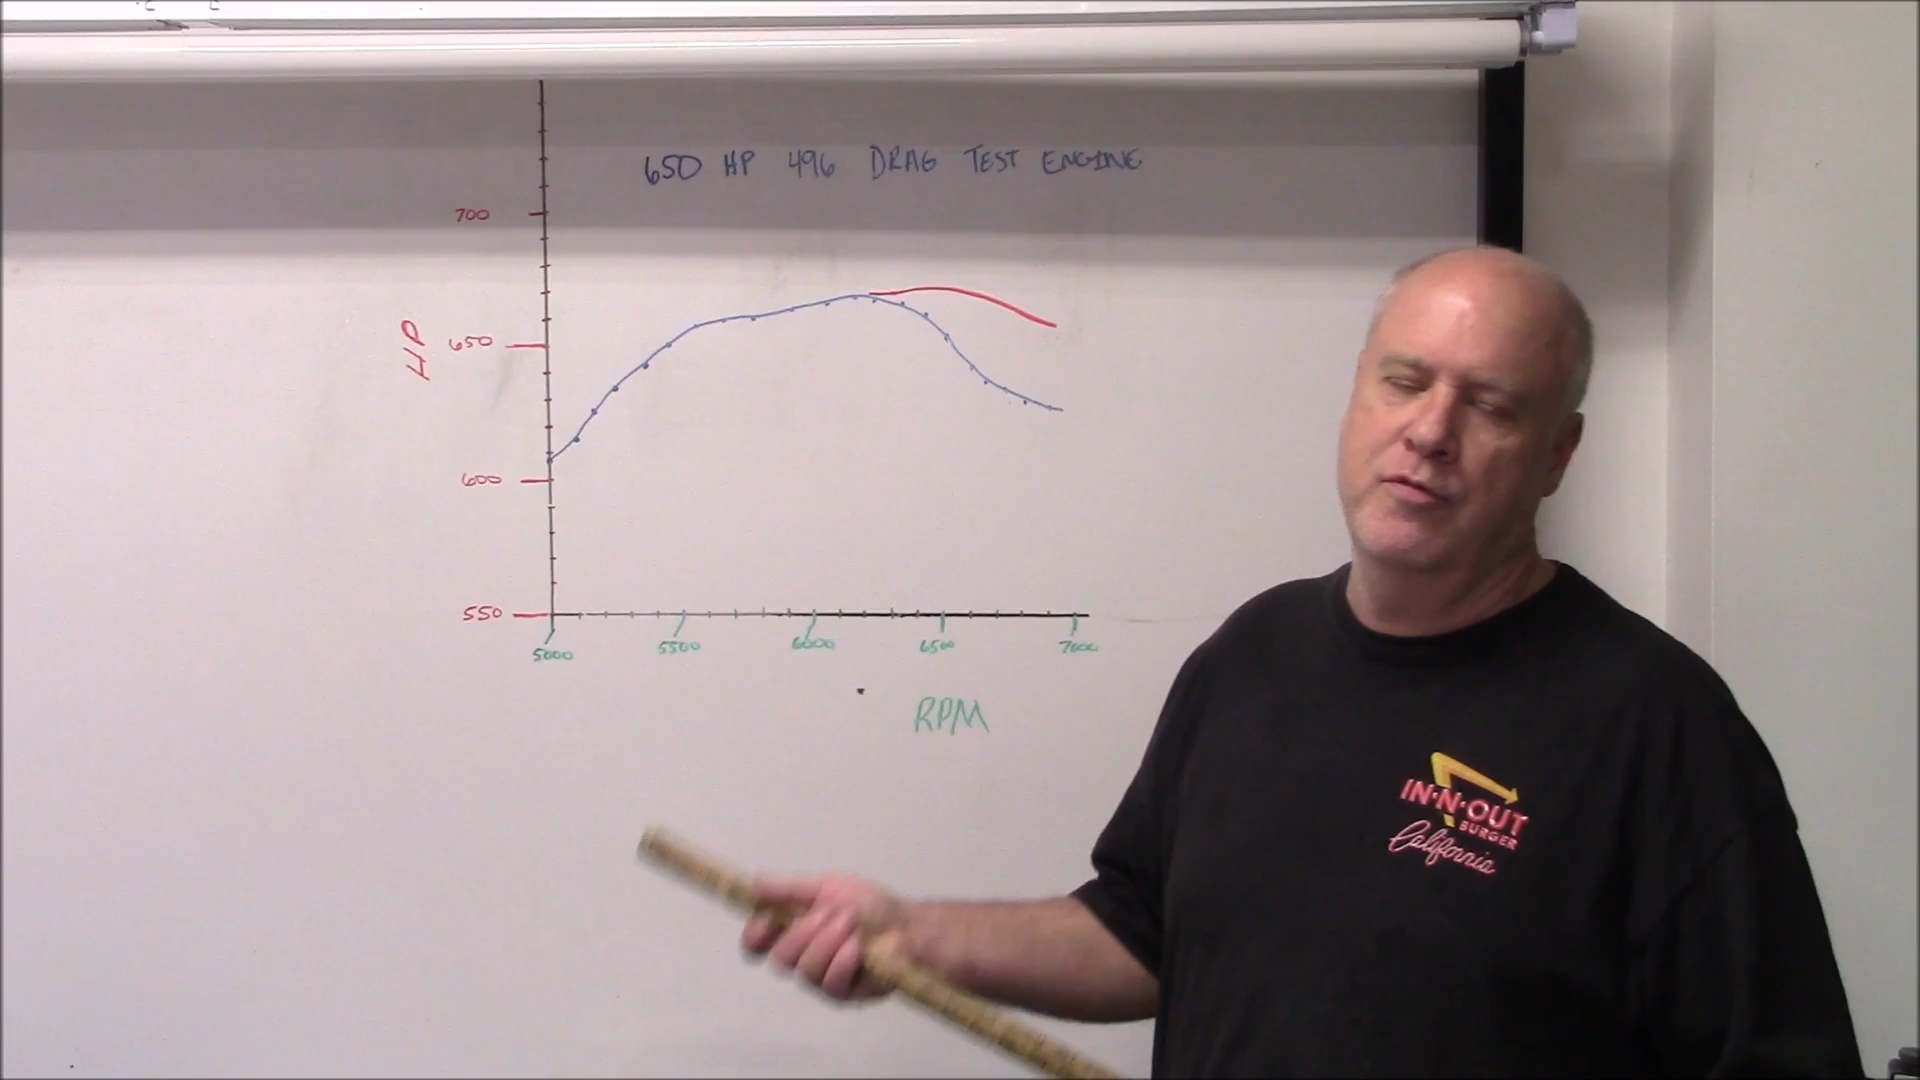 650 HP 496 DRAG TEST ENGINE
700
HP
650
600
550
5000 5500 6000 6500 7000
RPM
IN-N-OUT
BURGER
California